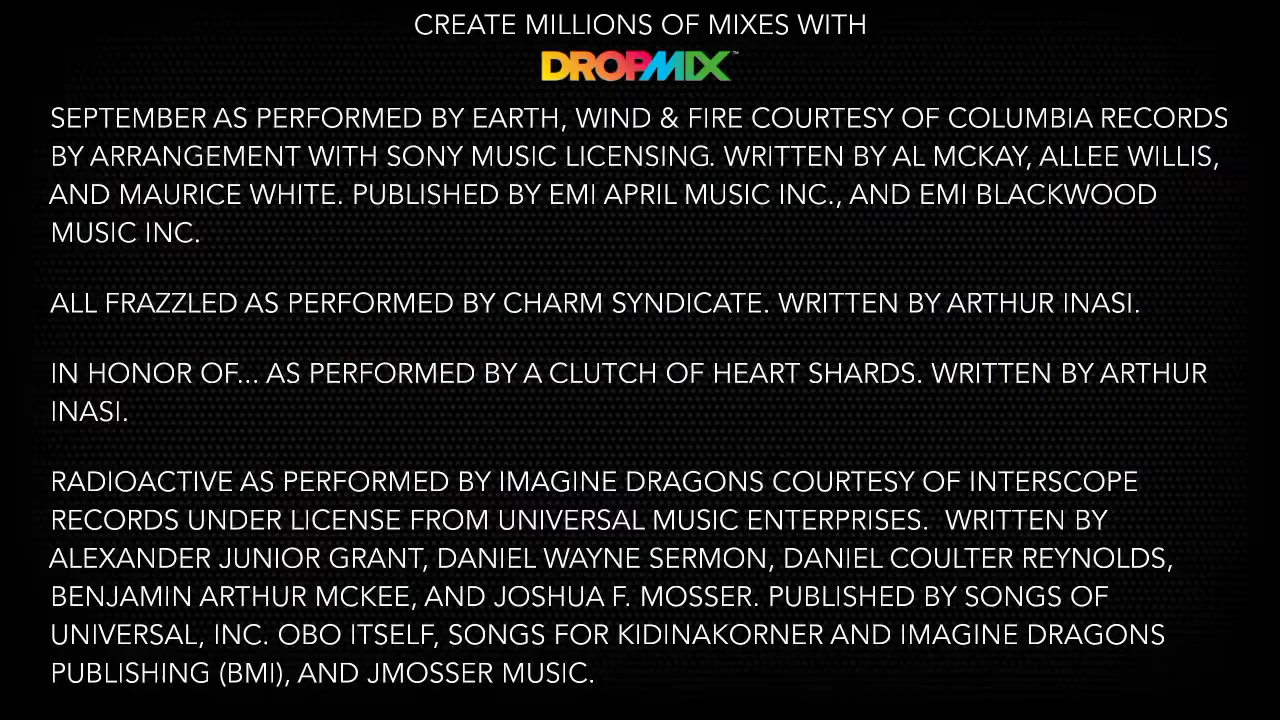 CREATE MILLIONS OF MIXES WITH
DROPMIX™
SEPTEMBER AS PERFORMED BY EARTH, WIND & FIRE COURTESY OF COLUMBIA RECORDS
BY ARRANGEMENT WITH SONY MUSIC LICENSING. WRITTEN BY AL MCKAY, ALLEE WILLIS,
AND MAURICE WHITE. PUBLISHED BY EMI APRIL MUSIC INC., AND EMI BLACKWOOD
MUSIC INC.
ALL FRAZZLED AS PERFORMED BY CHARM SYNDICATE. WRITTEN BY ARTHUR INASI.
IN HONOR OF... AS PERFORMED BY A CLUTCH OF HEART SHARDS. WRITTEN BY ARTHUR
INASI.
RADIOACTIVE AS PERFORMED BY IMAGINE DRAGONS COURTESY OF INTERSCOPE
RECORDS UNDER LICENSE FROM UNIVERSAL MUSIC ENTERPRISES.  WRITTEN BY
ALEXANDER JUNIOR GRANT, DANIEL WAYNE SERMON, DANIEL COULTER REYNOLDS,
BENJAMIN ARTHUR MCKEE, AND JOSHUA F. MOSSER. PUBLISHED BY SONGS OF
UNIVERSAL, INC. OBO ITSELF, SONGS FOR KIDINAKORNER AND IMAGINE DRAGONS
PUBLISHING (BMI), AND JMOSSER MUSIC.